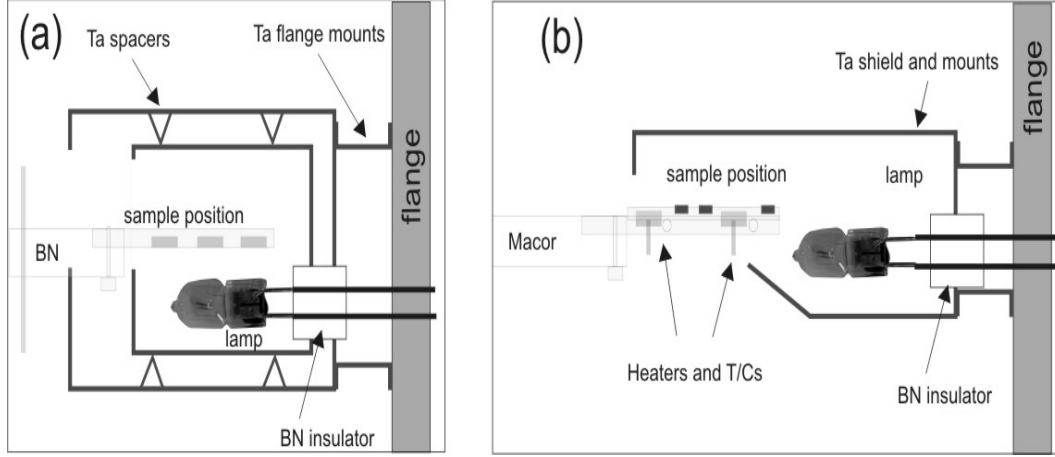 (a)
Ta spacers
Ta flange mounts
flange
sample position
BN
lamp
BN insulator
(b)
Ta shield and mounts
flange
lamp
sample position
Macor
Heaters and T/Cs
BN insulator